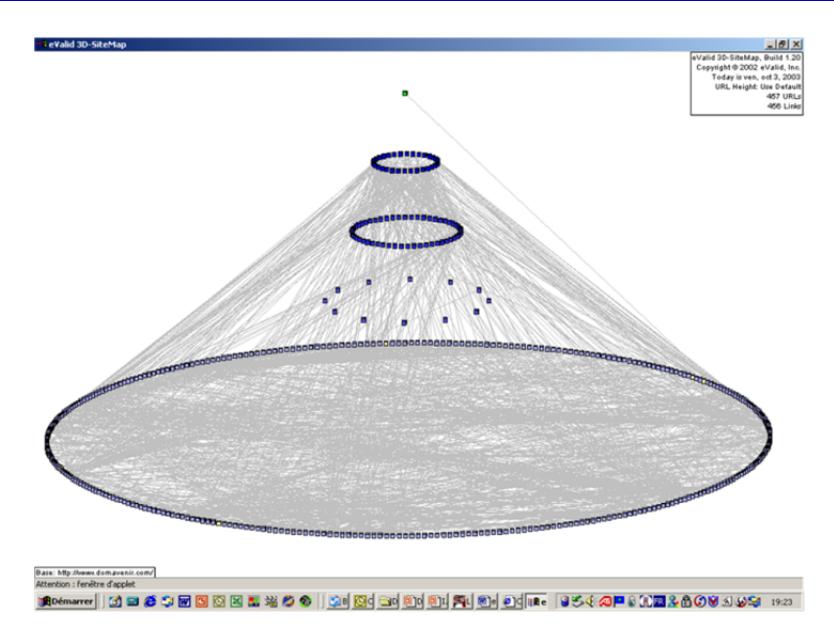 eValid 3D-SiteMap
eValid 3D-SiteMap, Build 1.20
Copyright © 2002 eValid, Inc.
Today is ven, oct 3, 2003
URL Height: Use Default
457 URLs
456 Links
Base: http://www.domavenir.com/
Attention : fenêtre d'applet
Démarrer
19:23